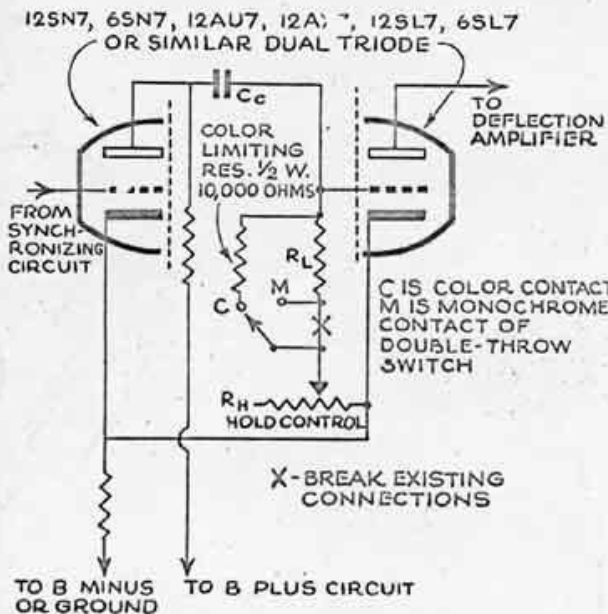 12SN7, 6SN7, 12AU7, 12SL7, 6SL7
OR SIMILAR DUAL TRIODE
Cc
TO
DEFLECTION
AMPLIFIER
COLOR
LIMITING
RES. ½ W.
10,000 OHMS
FROM
SYNCH-
RONIZING
CIRCUIT
RL
M
C
X
C IS COLOR CONTACT
M IS MONOCHROME
CONTACT OF
DOUBLE-THROW
SWITCH
RH
HOLD CONTROL
X-BREAK EXISTING
CONNECTIONS
TO B MINUS
OR GROUND
TO B PLUS CIRCUIT